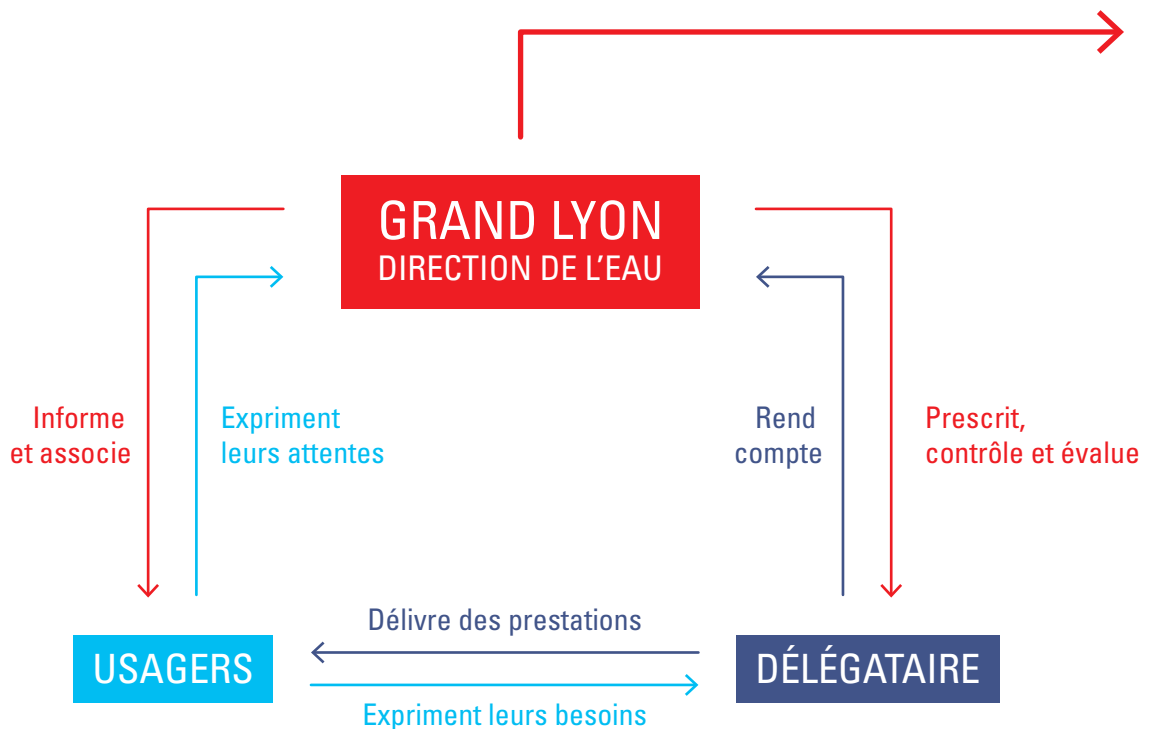 GRAND LYON
DIRECTION DE L'EAU
Informe
et associe
Expriment
leurs attentes
Rend
compte
Prescrit,
contrôle et évalue
Délivre des prestations
USAGERS
DÉLÉGATAIRE
Expriment leurs besoins